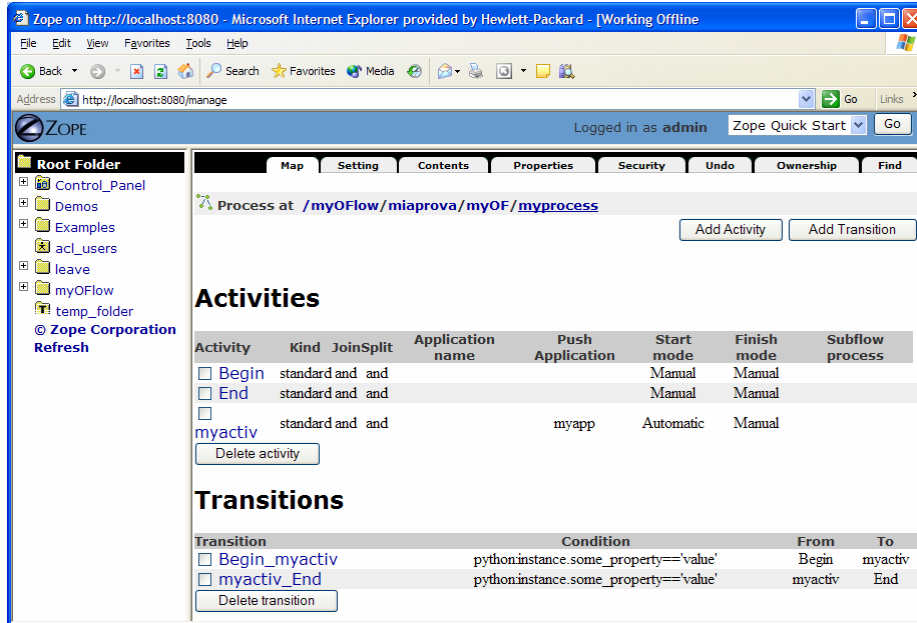 Zope on http://localhost:8080 - Microsoft Internet Explorer provided by Hewlett-Packard - [Working Offline
File Edit View Favorites Tools Help
Back Search Favorites Media
Address http://localhost:8080/manage Go Links
ZOPE Logged in as admin Zope Quick Start Go
Root Folder
Control_Panel
Demos
Examples
acl_users
leave
myOFlow
temp_folder
© Zope Corporation
Refresh
Map Setting Contents Properties Security Undo Ownership Find
Process at /myOFlow/miaprova/myOF/myprocess
Add Activity Add Transition
Activities
Activity Kind JoinSplit Application name Push Application Start mode Finish mode Subflow process
Begin standard and and Manual Manual
End standard and and Manual Manual
myactiv standard and and myapp Automatic Manual
Delete activity
Transitions
Transition Condition From To
Begin_myactiv python:instance.some_property=='value' Begin myactiv
myactiv_End python:instance.some_property=='value' myactiv End
Delete transition